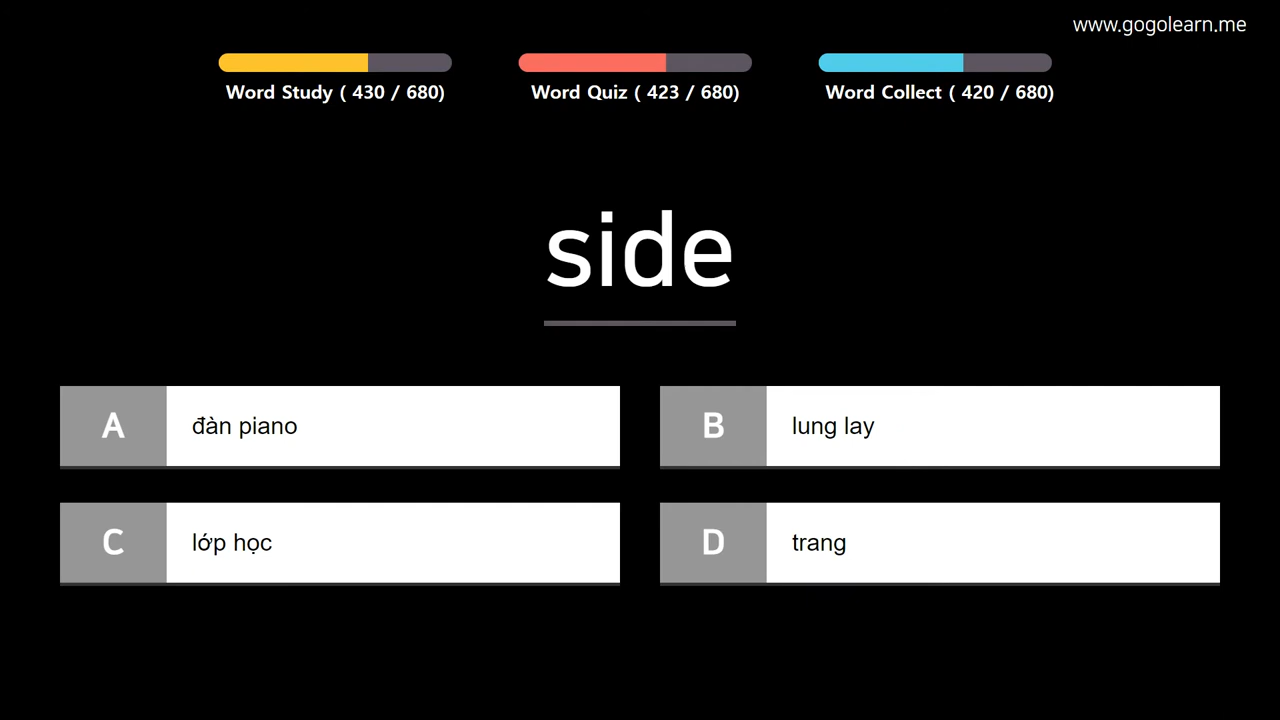 www.gogolearn.me
Word Study ( 430 / 680)
Word Quiz ( 423 / 680)
Word Collect ( 420 / 680)
side
A đàn piano
B lung lay
C lớp học
D trang